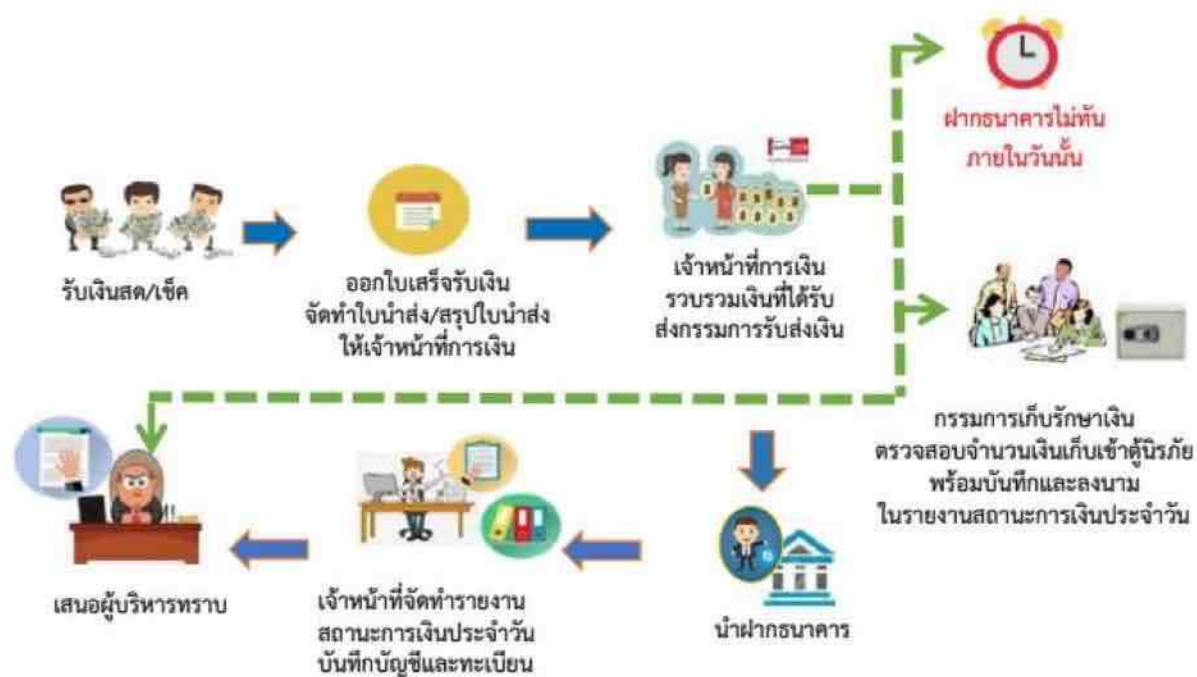 ฝากธนาคารไม่ทัน
ภายในวันนั้น
รับเงินสด/เช็ค
ออกใบเสร็จรับเงิน
จัดทำใบนำส่ง/สรุปใบนำส่ง
ให้เจ้าหน้าที่การเงิน
เจ้าหน้าที่การเงิน
รวบรวมเงินที่ได้รับ
ส่งกรรมการรับส่งเงิน
กรรมการเก็บรักษาเงิน
ตรวจสอบจำนวนเงินเก็บเข้าตู้นิรภัย
พร้อมบันทึกและลงนาม
ในรายงานสถานะการเงินประจำวัน
!!
เสนอผู้บริหารทราบ
เจ้าหน้าที่จัดทำรายงาน
สถานะการเงินประจำวัน
บันทึกบัญชีและทะเบียน
นำฝากธนาคาร